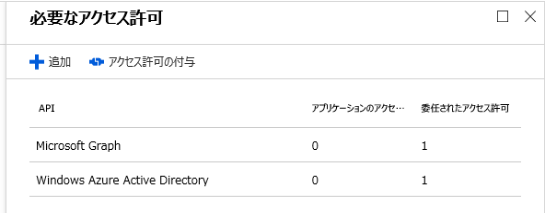 必要なアクセス許可
追加 アクセス許可の付与
API アプリケーションのアクセ… 委任されたアクセス許可
Microsoft Graph 0 1
Windows Azure Active Directory 0 1